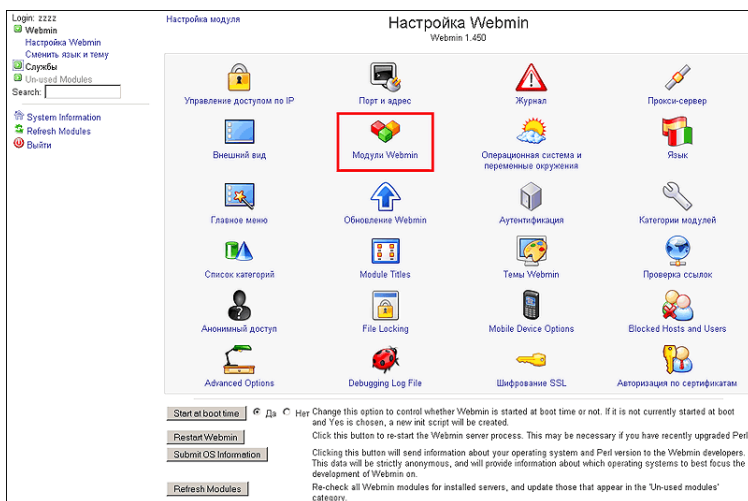 Login: zzzz
Webmin
Настройка Webmin
Сменить язык и тему
Службы
Un-used Modules
Search:
System Information
Refresh Modules
Выйти
Настройка модуля
Настройка Webmin
Webmin 1.450
Управление доступом по IP
Порт и адрес
Журнал
Прокси-сервер
Внешний вид
Модули Webmin
Операционная система и
переменные окружения
Язык
Главное меню
Обновление Webmin
Аутентификация
Категории модулей
Список категорий
Module Titles
Темы Webmin
Проверка ссылок
Анонимный доступ
File Locking
Mobile Device Options
Blocked Hosts and Users
Advanced Options
Debugging Log File
Шифрование SSL
Авторизация по сертификатам
Start at boot time Да Нет Change this option to control whether Webmin is started at boot time or not. If it is not currently started at boot
and Yes is chosen, a new init script will be created.
Restart Webmin Click this button to re-start the Webmin server process. This may be necessary if you have recently upgraded Perl
Submit OS Information Clicking this button will send information about your operating system and Perl version to the Webmin developers.
This data will be strictly anonymous, and will provide information about which operating systems to best focus the
development of Webmin on.
Refresh Modules Re-check all Webmin modules for installed servers, and update those that appear in the 'Un-used modules'
category.